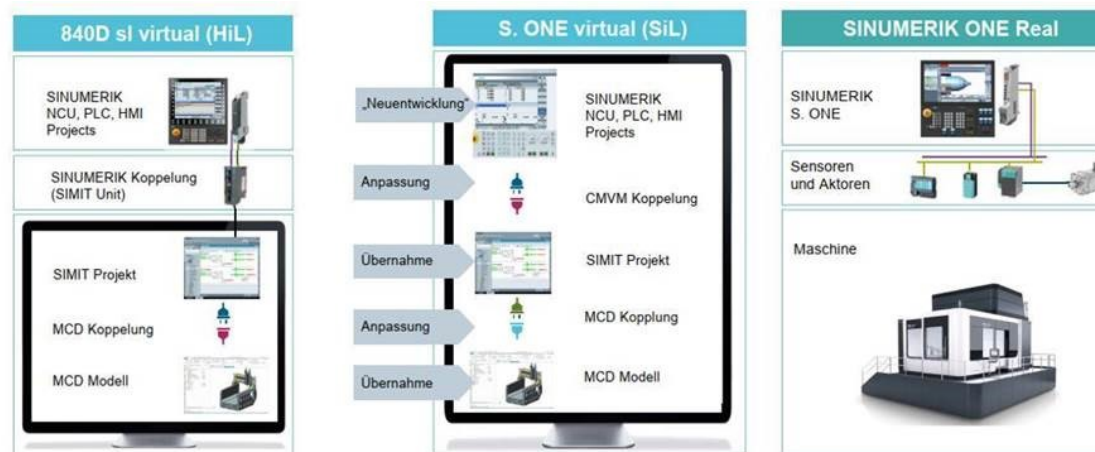 840D sl virtual (HiL)
SINUMERIK
NCU, PLC, HMI
Projects
SINUMERIK Koppelung
(SIMIT Unit)
SIMIT Projekt
MCD Koppelung
MCD Modell
S. ONE virtual (SiL)
„Neuentwicklung“
SINUMERIK
NCU, PLC, HMI
Projects
Anpassung
CMVM Koppelung
Übernahme
SIMIT Projekt
Anpassung
MCD Kopplung
Übernahme
MCD Modell
SINUMERIK ONE Real
SINUMERIK
S. ONE
Sensoren
und Aktoren
Maschine